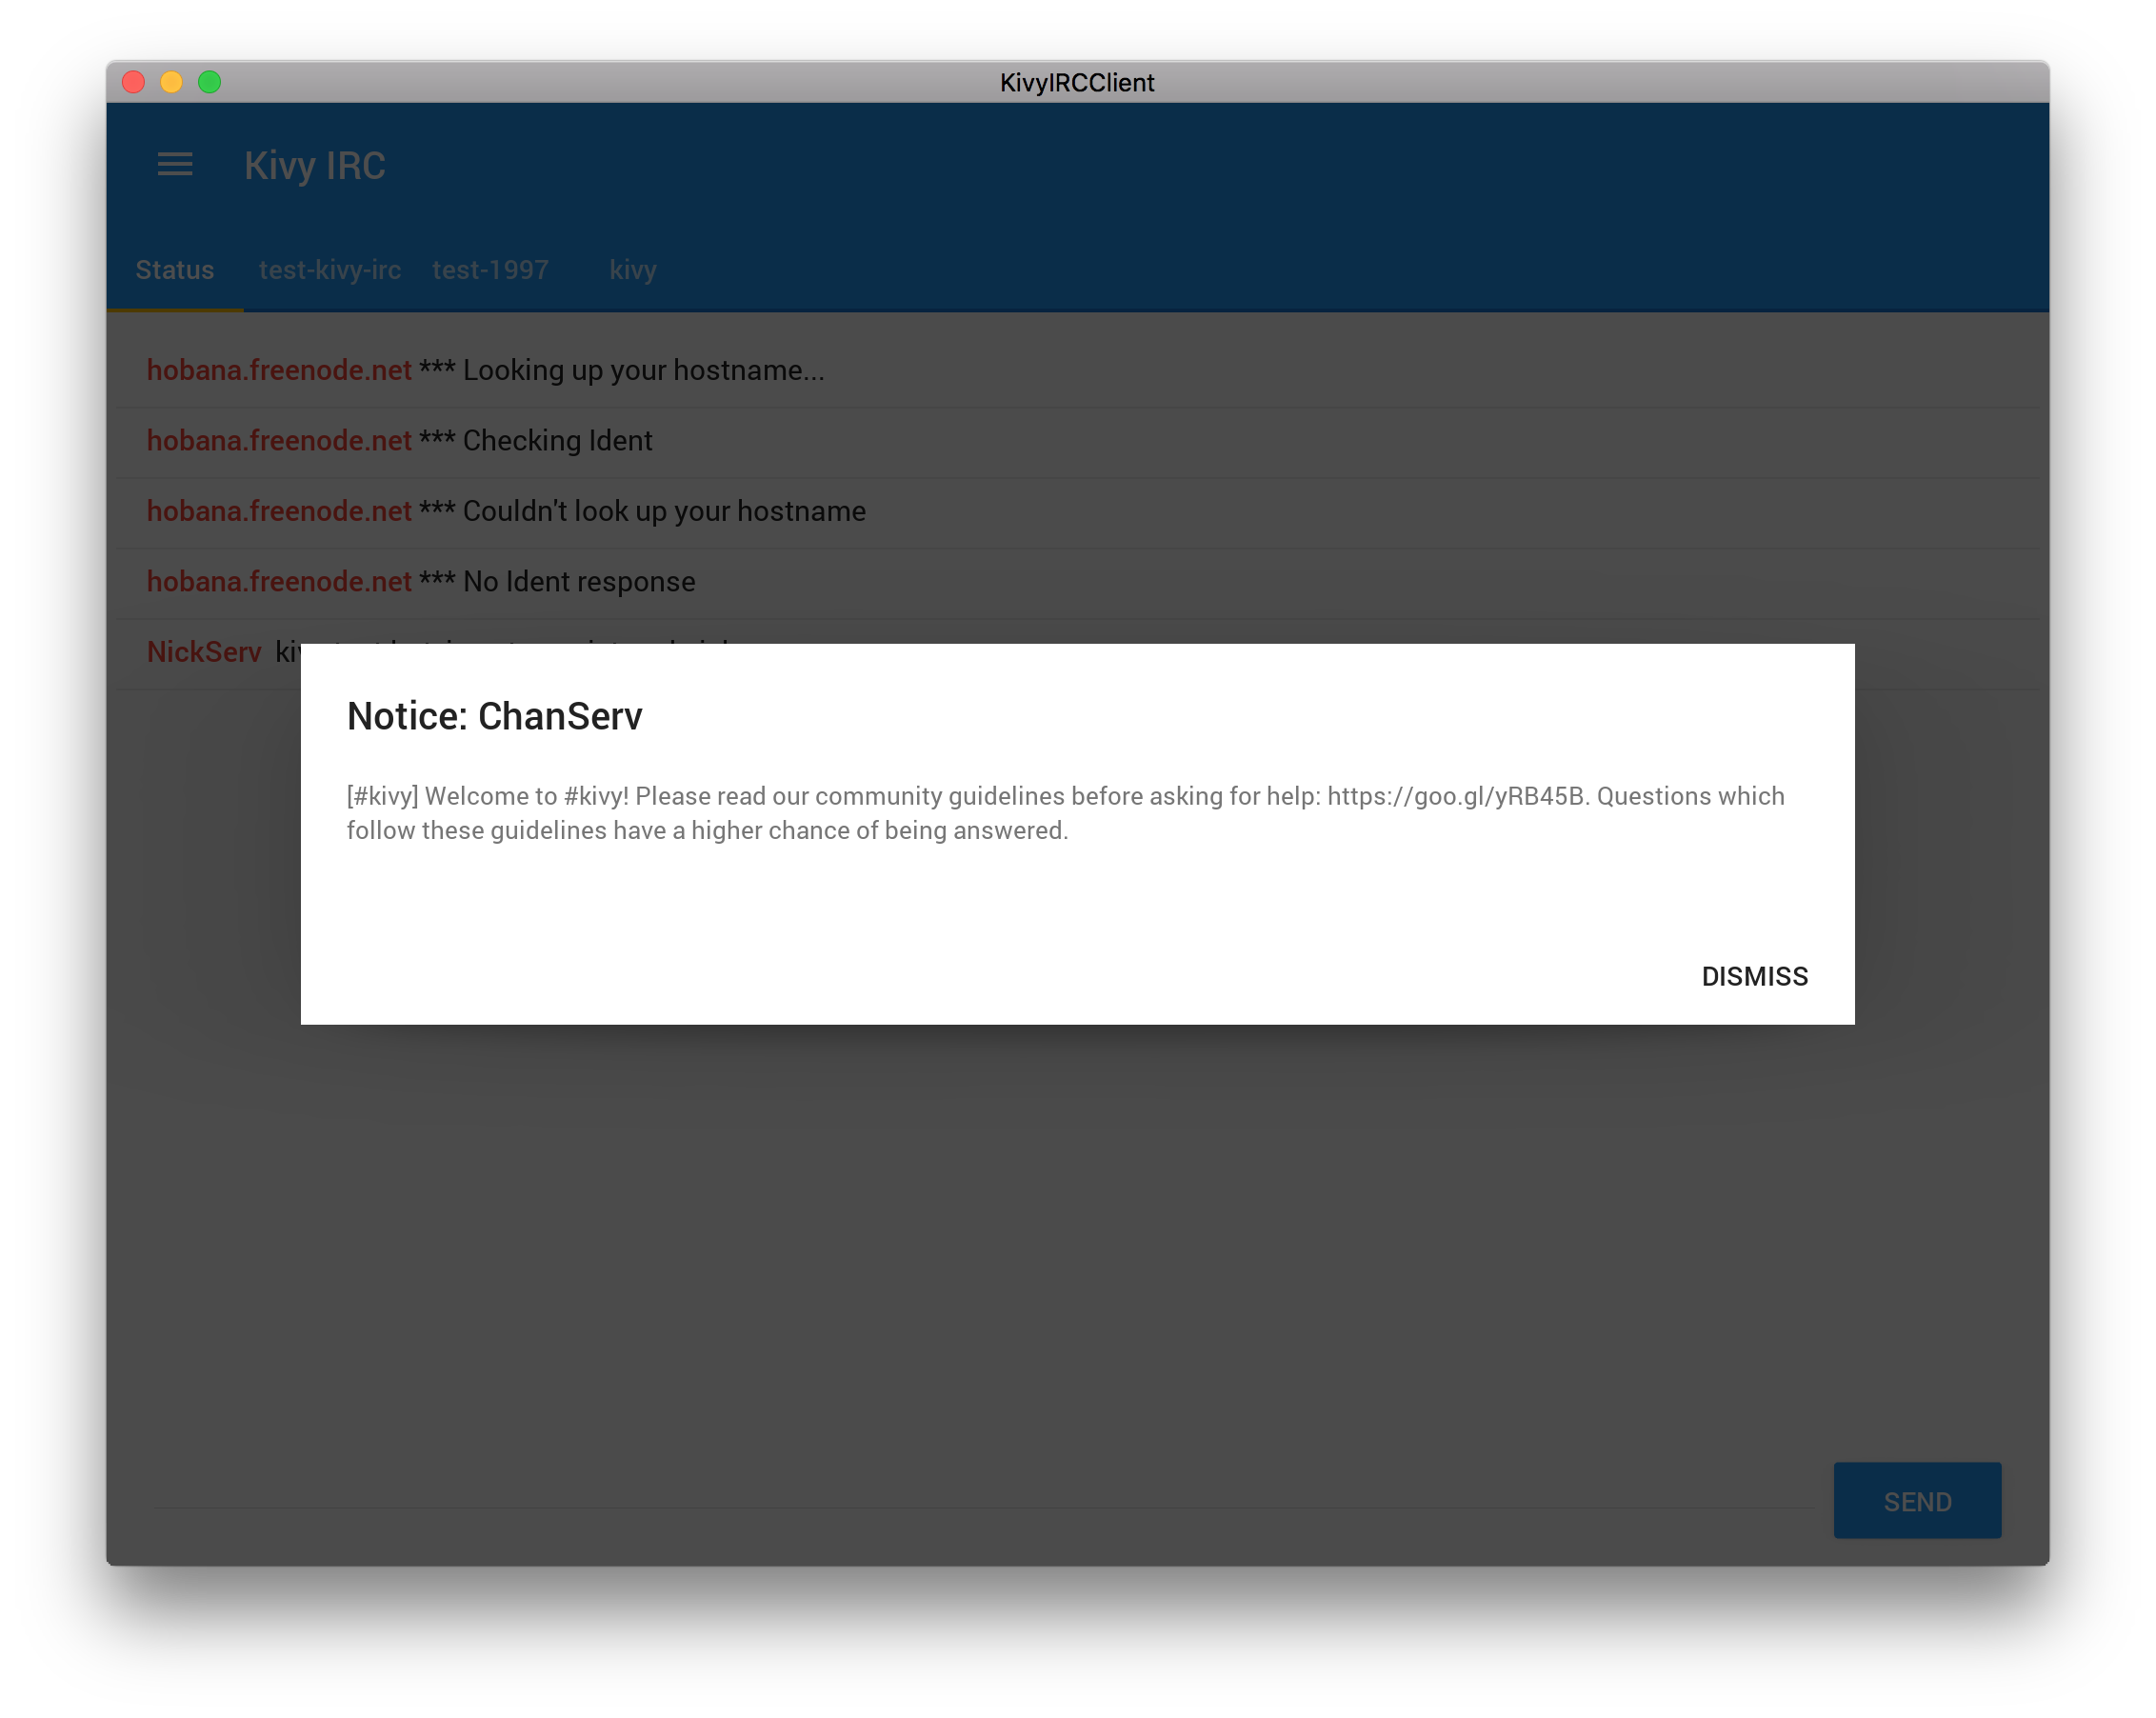 KivyIRCClient
Kivy IRC
Status test-kivy-irc test-1997 kivy
hobana.freenode.net *** Looking up your hostname...
hobana.freenode.net *** Checking Ident
hobana.freenode.net *** Couldn't look up your hostname
hobana.freenode.net *** No Ident response
NickServ
Notice: ChanServ
[#kivy] Welcome to #kivy! Please read our community guidelines before asking for help: https://goo.gl/yRB45B. Questions which
follow these guidelines have a higher chance of being answered.
DISMISS
SEND